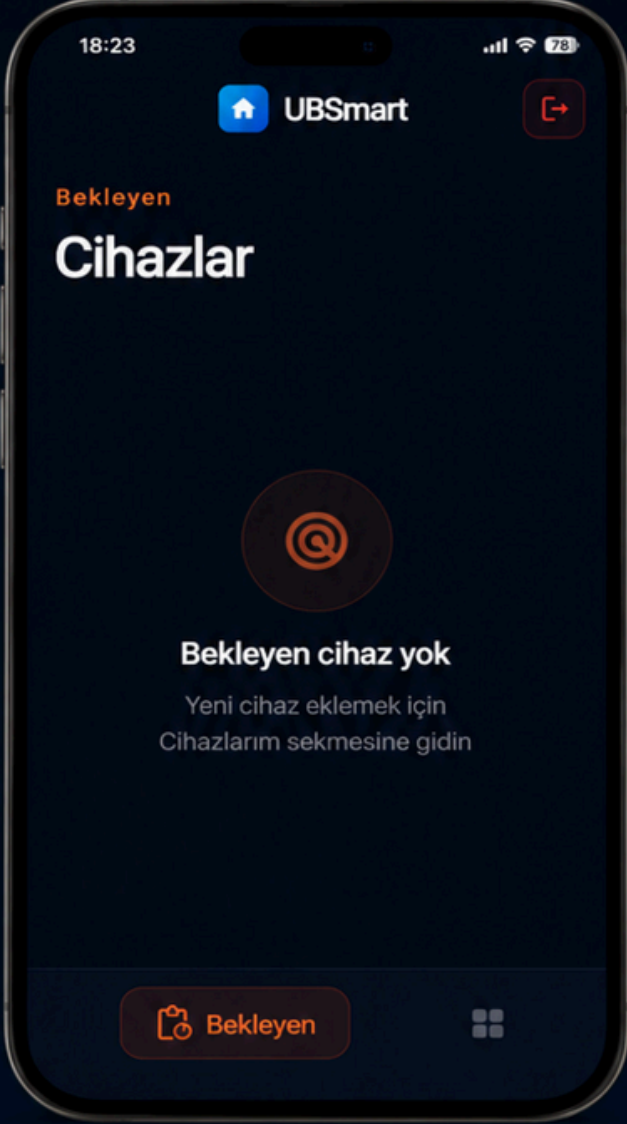 18:23
78
UBSmart
Bekleyen
Cihazlar
Bekleyen cihaz yok
Yeni cihaz eklemek için
Cihazlarım sekmesine gidin
Bekleyen